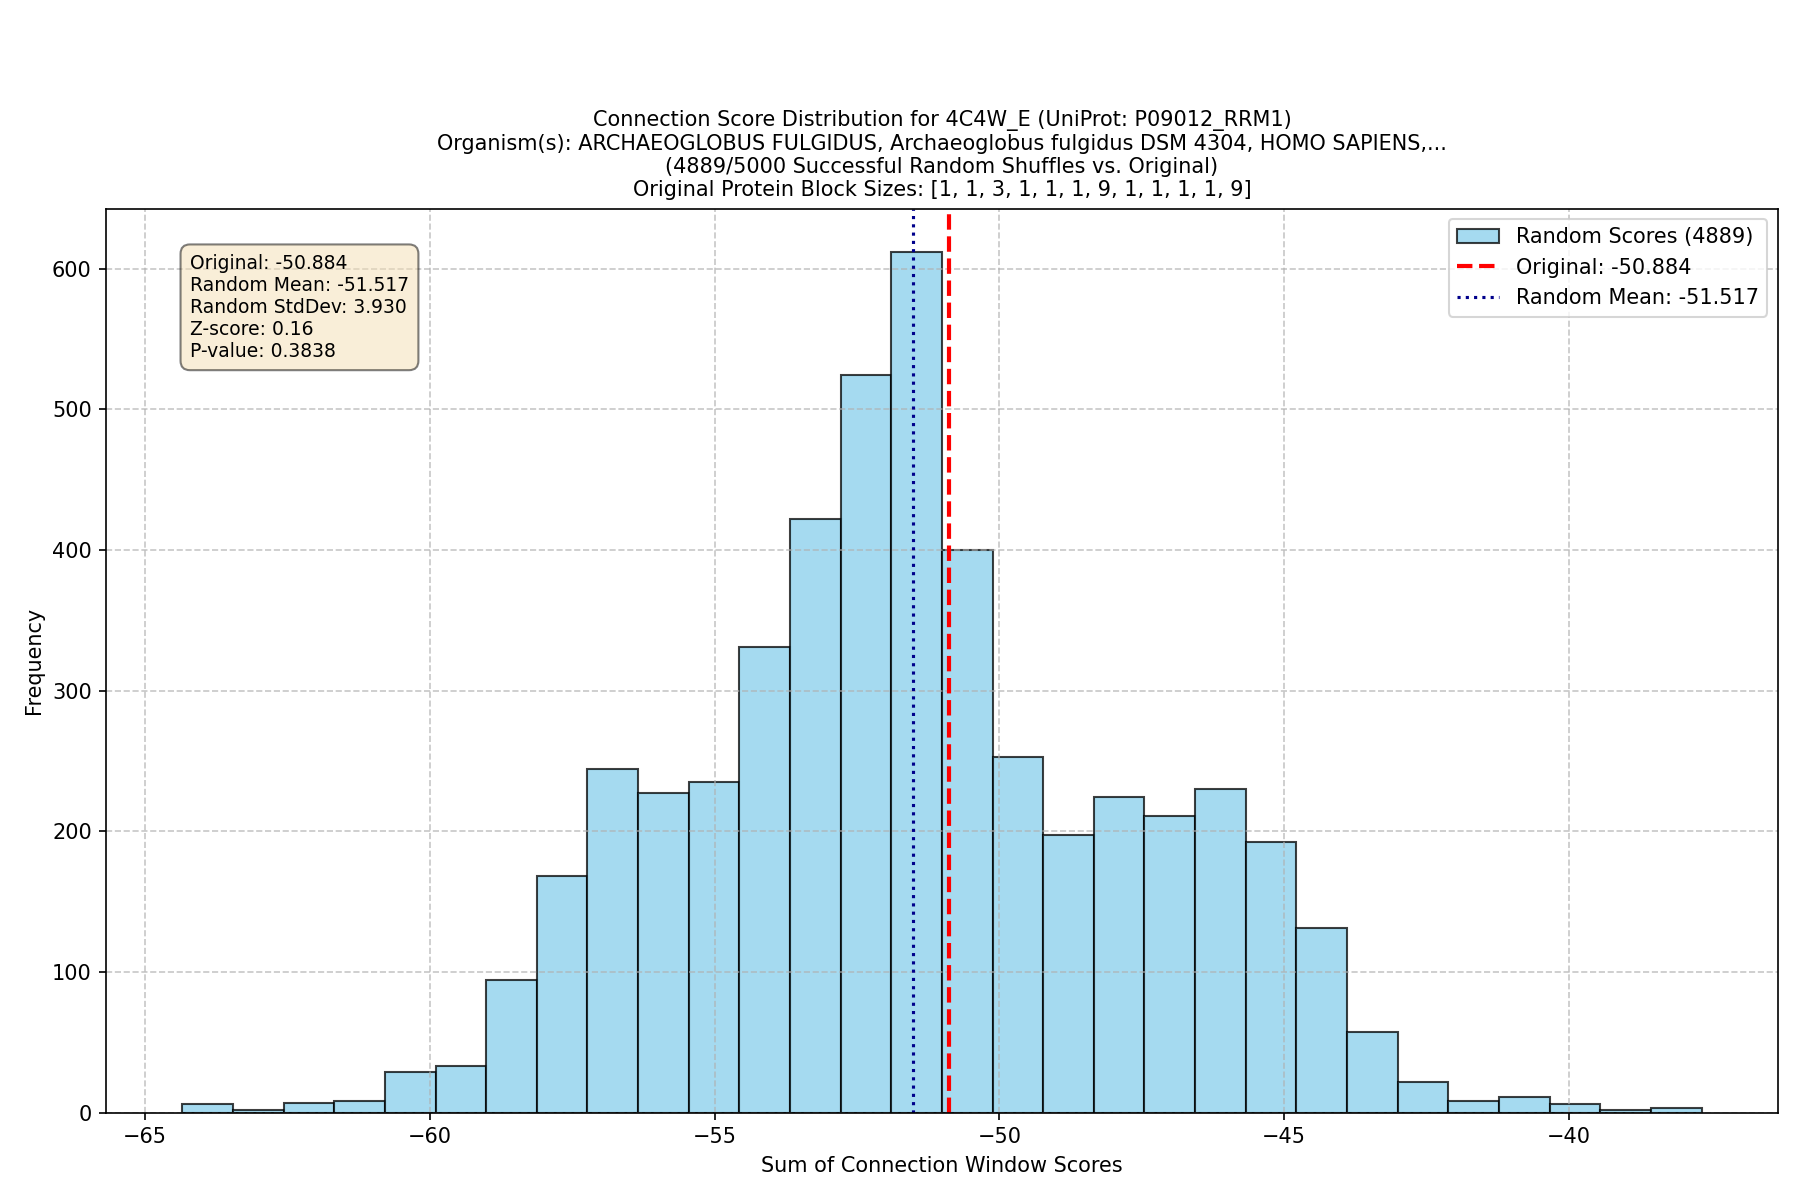 Connection Score Distribution for 4C4W_E (UniProt: P09012_RRM1)
Organism(s): ARCHAEOGLOBUS FULGIDUS, Archaeoglobus fulgidus DSM 4304, HOMO SAPIENS,...
(4889/5000 Successful Random Shuffles vs. Original)
Original Protein Block Sizes: [1, 1, 3, 1, 1, 1, 9, 1, 1, 1, 1, 9]
Original: -50.884
Random Mean: -51.517
Random StdDev: 3.930
Z-score: 0.16
P-value: 0.3838
Random Scores (4889)
Original: -50.884
Random Mean: -51.517
Frequency
600
500
400
300
200
100
0
−65 −60 −55 −50 −45 −40
Sum of Connection Window Scores